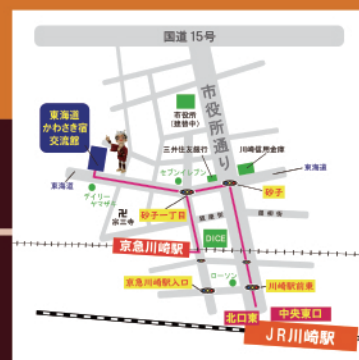 国道15号
市役所通り
東海道
かわさき宿
交流館
市役所
(建替中)
三井住友銀行
川崎信用金庫
セブンイレブン
東海道
東海道
デイリー
ヤマザキ
卍
宗三寺
砂子一丁目
砂子
銀座街
京急川崎駅
DICE
京急川崎駅入口
ローソン
川崎駅前東
北口東
中央東口
JR川崎駅